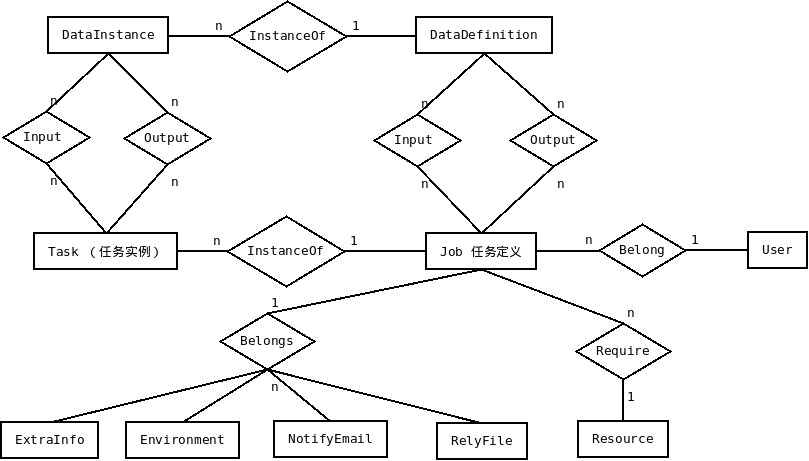 n
1
DataInstance
InstanceOf
DataDefinition
n
n
n
n
Input
Output
Input
Output
n
n
n
n
n
1
n
1
Task （任务实例）
InstanceOf
Job 任务定义
Belong
User
1
n
Belongs
Require
n
1
ExtraInfo
Environment
NotifyEmail
RelyFile
Resource